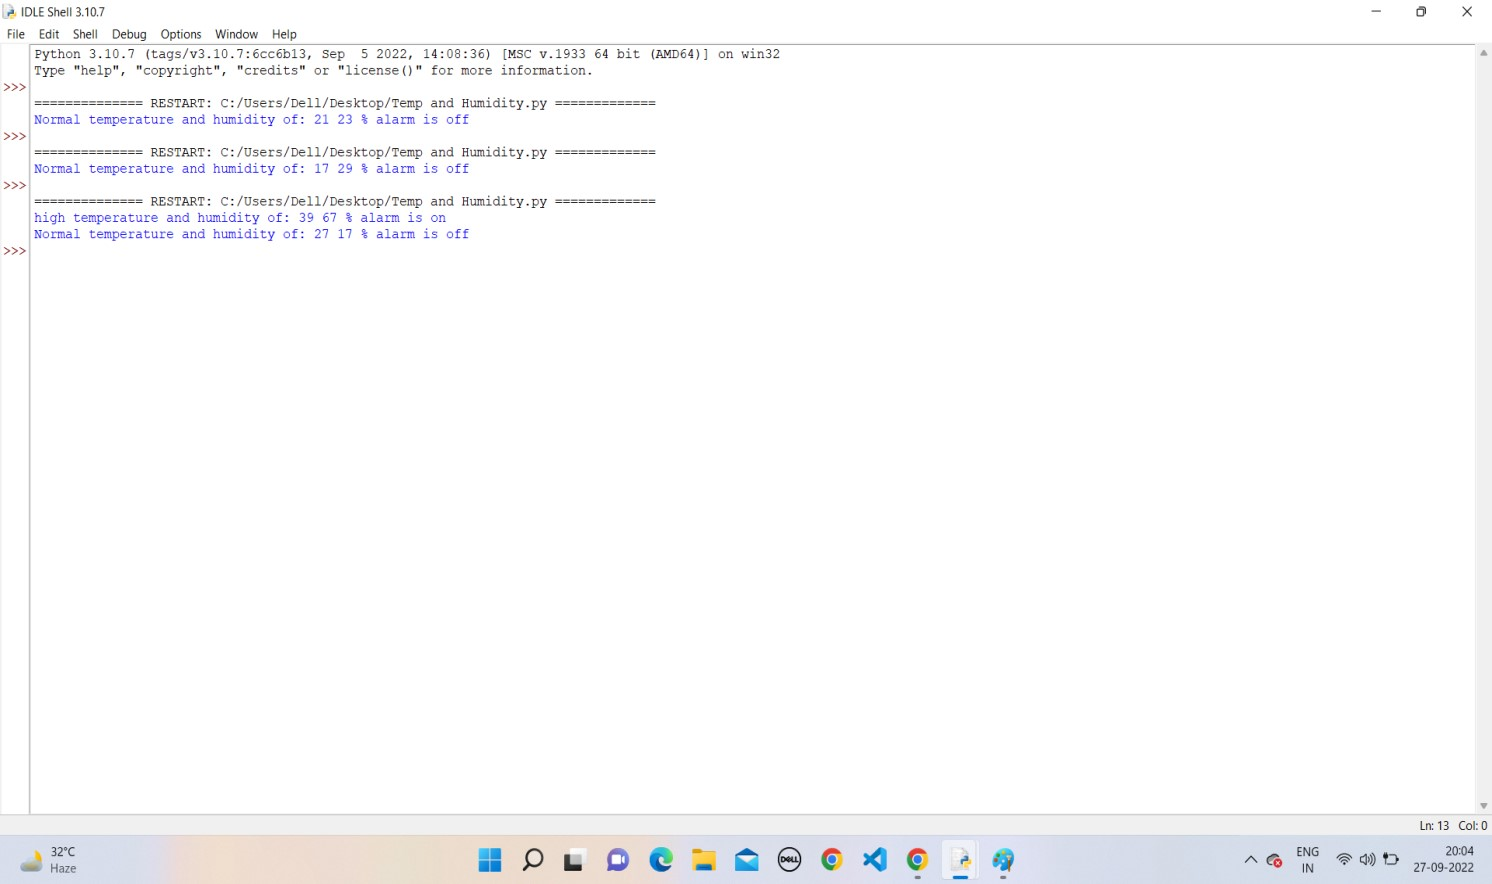 IDLE Shell 3.10.7
File Edit Shell Debug Options Window Help
Python 3.10.7 (tags/v3.10.7:6cc6b13, Sep  5 2022, 14:08:36) [MSC v.1933 64 bit (AMD64)] on win32
Type "help", "copyright", "credits" or "license()" for more information.
>>>
============== RESTART: C:/Users/Dell/Desktop/Temp and Humidity.py =============
Normal temperature and humidity of: 21 23 % alarm is off
>>>
============== RESTART: C:/Users/Dell/Desktop/Temp and Humidity.py =============
Normal temperature and humidity of: 17 29 % alarm is off
>>>
============== RESTART: C:/Users/Dell/Desktop/Temp and Humidity.py =============
high temperature and humidity of: 39 67 % alarm is on
Normal temperature and humidity of: 27 17 % alarm is off
>>>
Ln: 13 Col: 0
32°C
Haze
DELL
ENG
IN
20:04
27-09-2022